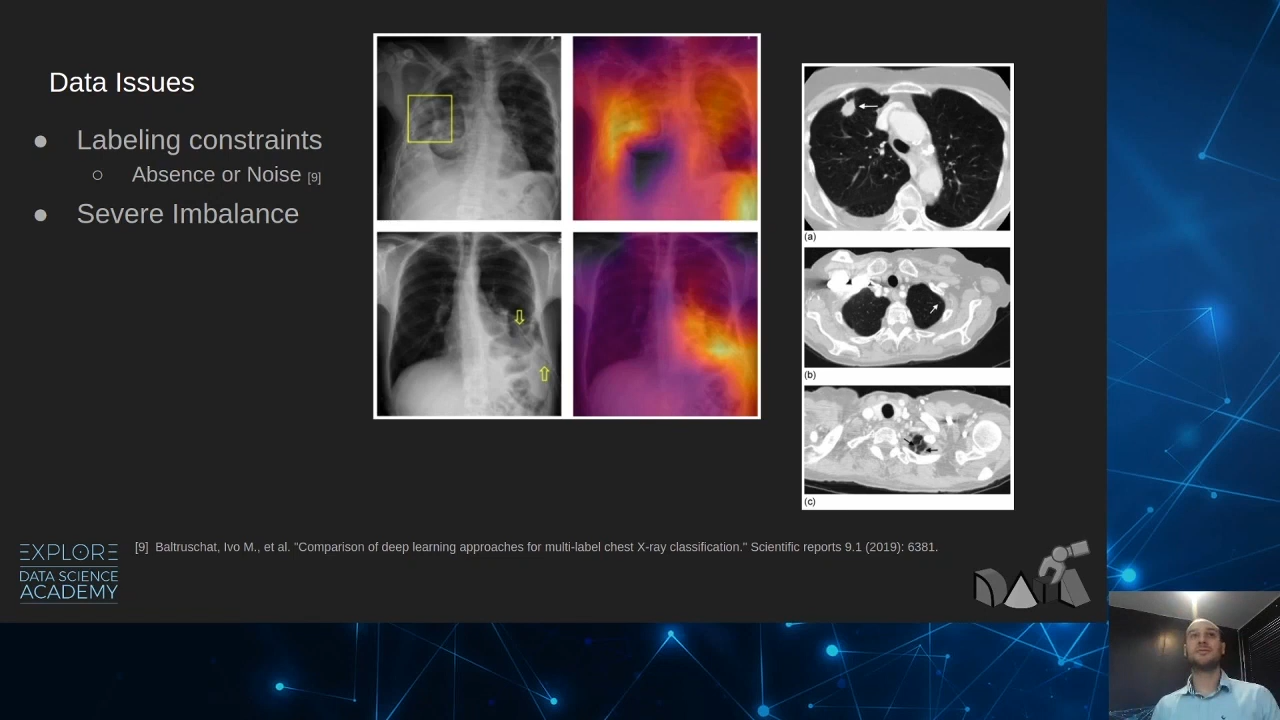 Data Issues
● Labeling constraints
○ Absence or Noise [9]
● Severe Imbalance
(a)
(b)
(c)
[9] Baltruschat, Ivo M., et al. "Comparison of deep learning approaches for multi-label chest X-ray classification." Scientific reports 9.1 (2019): 6381.
EXPLORE
DATA SCIENCE
ACADEMY